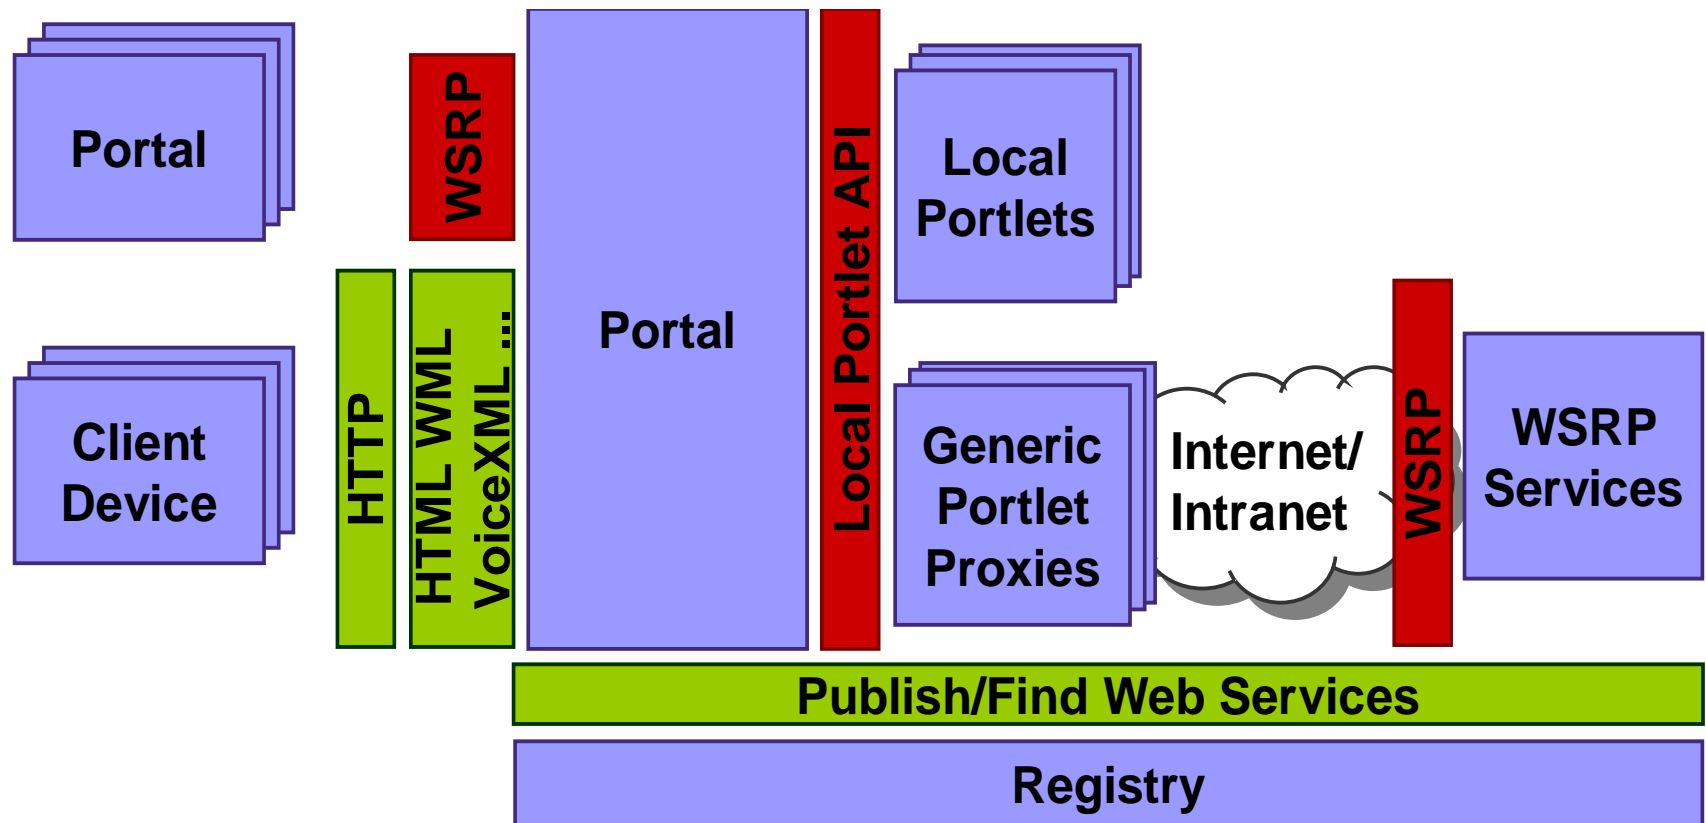 Portal
WSRP
Portal
Local Portlet API
Local
Portlets
Client
Device
HTTP
HTML WML
VoiceXML ...
Generic
Portlet
Proxies
Internet/
Intranet
WSRP
WSRP
Services
Publish/Find Web Services
Registry